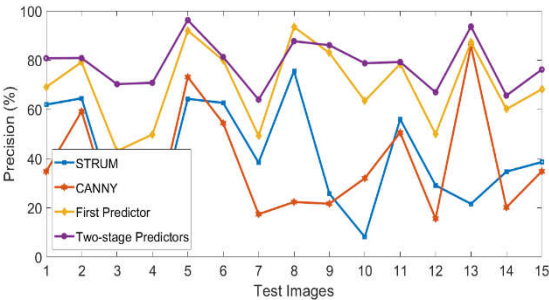 100
80
60
40
20
0
Precision (%)
STRUM
CANNY
First Predictor
Two-stage Predictors
1 2 3 4 5 6 7 8 9 10 11 12 13 14 15
Test Images